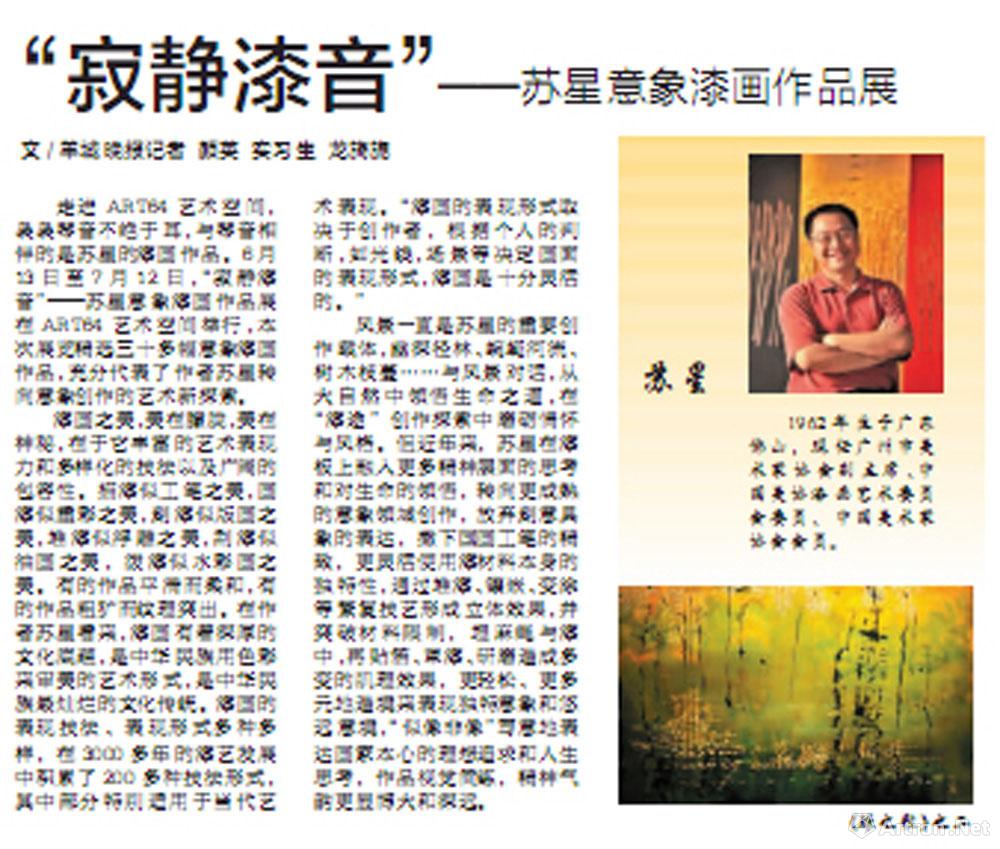 “寂静漆音”——苏星意象漆画作品展
文/羊城晚报记者 颜英 实习生 龙骁骁
走进 ART64 艺术空间，
袅袅琴音不绝于耳，与琴音相
伴的是苏星的漆画作品。6月
13日至7月12日，“寂静漆
音”——苏星意象漆画作品展
在 ART64 艺术空间举行，本
次展览精选三十多幅意象漆画
作品，充分代表了作者苏星转
向意象创作的艺术新探索。
漆画之美，美在朦胧，美在
神秘，在于它丰富的艺术表现
力和多样化的技法以及广阔的
包容性。描漆似工笔之美，画
漆似重彩之美，刻漆似版画之
美，堆漆似浮雕之美，刮漆似
油画之美，泼漆似水彩画之
美。有的作品平滑而柔和，有
的作品粗犷而纹理突出。在作
者苏星看来，漆画有着深厚的
文化底蕴，是中华民族用色彩
来审美的艺术形式，是中华民
族最灿烂的文化传统。漆画的
表现技法、表现形式多种多
样，在3000多年的漆艺发展
中积累了200多种技法形式，
其中部分特别适用于当代艺
术表现。“漆画的表现形式取
决于创作者，根据个人的判
断，如光线、场景等决定画面
的表现形式，漆画是十分灵活
的。”
风景一直是苏星的重要创
作载体，幽深径林、蜿蜒河流、
树木枝蔓……与风景对话，从
大自然中领悟生命之道，在
“漆途”创作探索中磨砺情怀
与风格。但近年来，苏星在漆
板上融入更多精神层面的思考
和对生命的领悟，转向更成熟
的意象领域创作，放弃刻意具
象的表达，撤下国画工笔的精
致，更灵活使用漆材料本身的
独特性，通过堆漆、镶嵌、变涂
等繁复技艺形成立体效果，并
突破材料限制，埋麻绳与漆
中，再贴箔、罩漆、研磨造成多
变的肌理效果，更轻松、更多
元地造境来表现独特意象和悠
远意境，“似像非像”写意地表
达画家本心的理想追求和人生
思考，作品视觉简练，精神气
韵更显博大和深远。
苏星
1962年生于广东
佛山，现任广州市美
术家协会副主席、中
国美协漆画艺术委员
会委员、中国美术家
协会会员。
Artron.Net